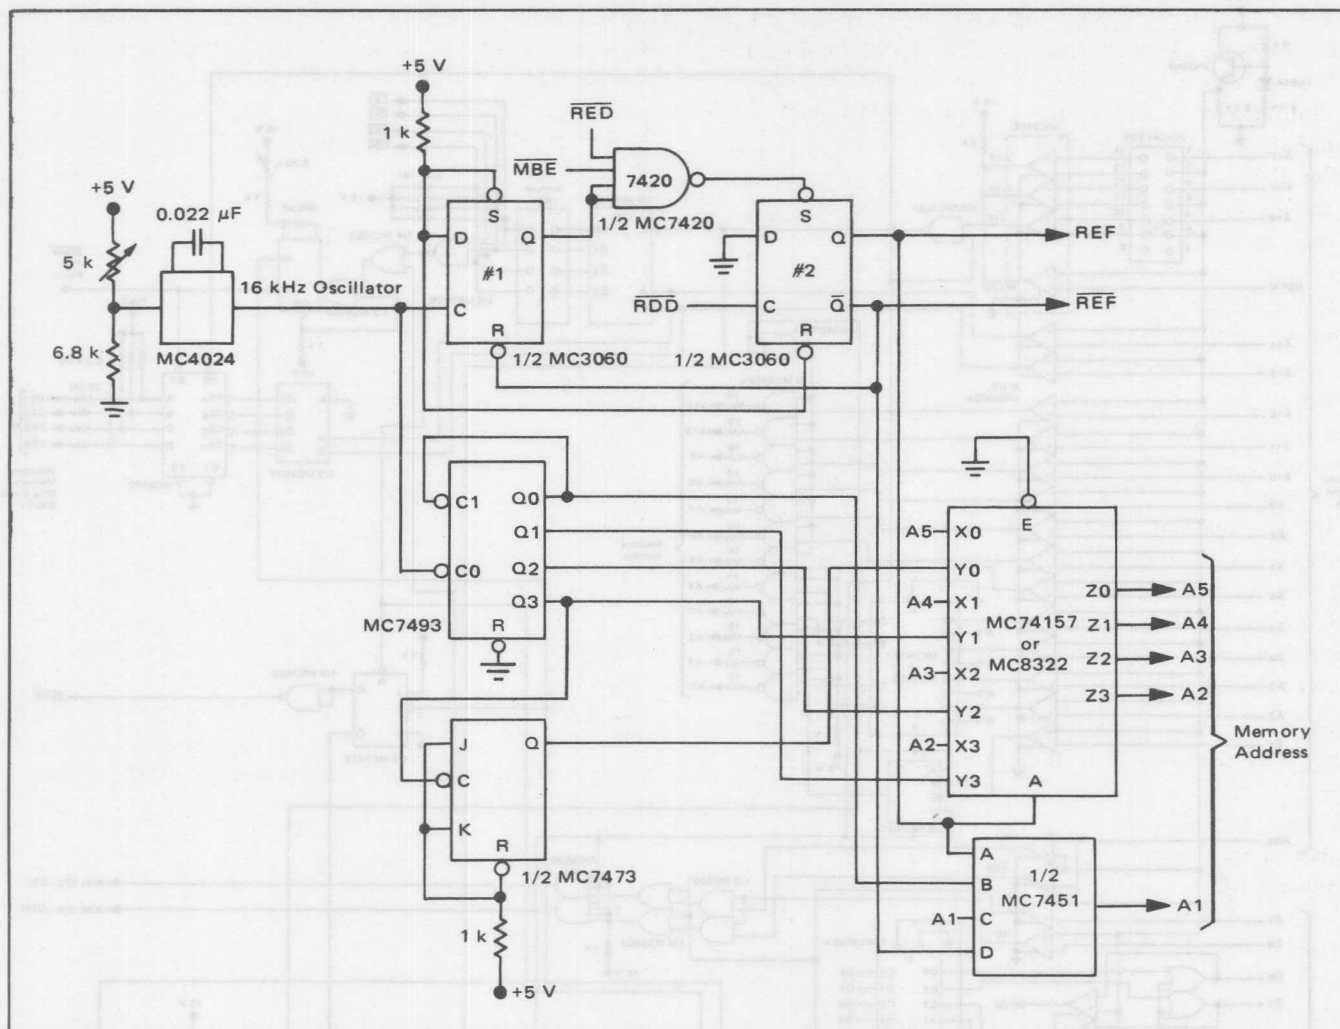 +5 V
1 k
RED
MBE
7420
1/2 MC7420
+5 V
0.022 µF
5 k
16 kHz Oscillator
6.8 k
MC4024
S
D
Q
#1
C
R
1/2 MC3060
S
D
Q
#2
RDD
C
Q
R
1/2 MC3060
REF
REF
C1
Q0
Q1
C0
Q2
Q3
MC7493
R
J
Q
C
K
R
1/2 MC7473
1 k
+5 V
E
A5
X0
Y0
A4
X1
Y1
A3
X2
Y2
A2
X3
Y3
MC74157
or
MC8322
Z0
A5
Z1
A4
Z2
A3
Z3
A2
A
Memory
Address
A
B
A1
C
D
1/2
MC7451
A1